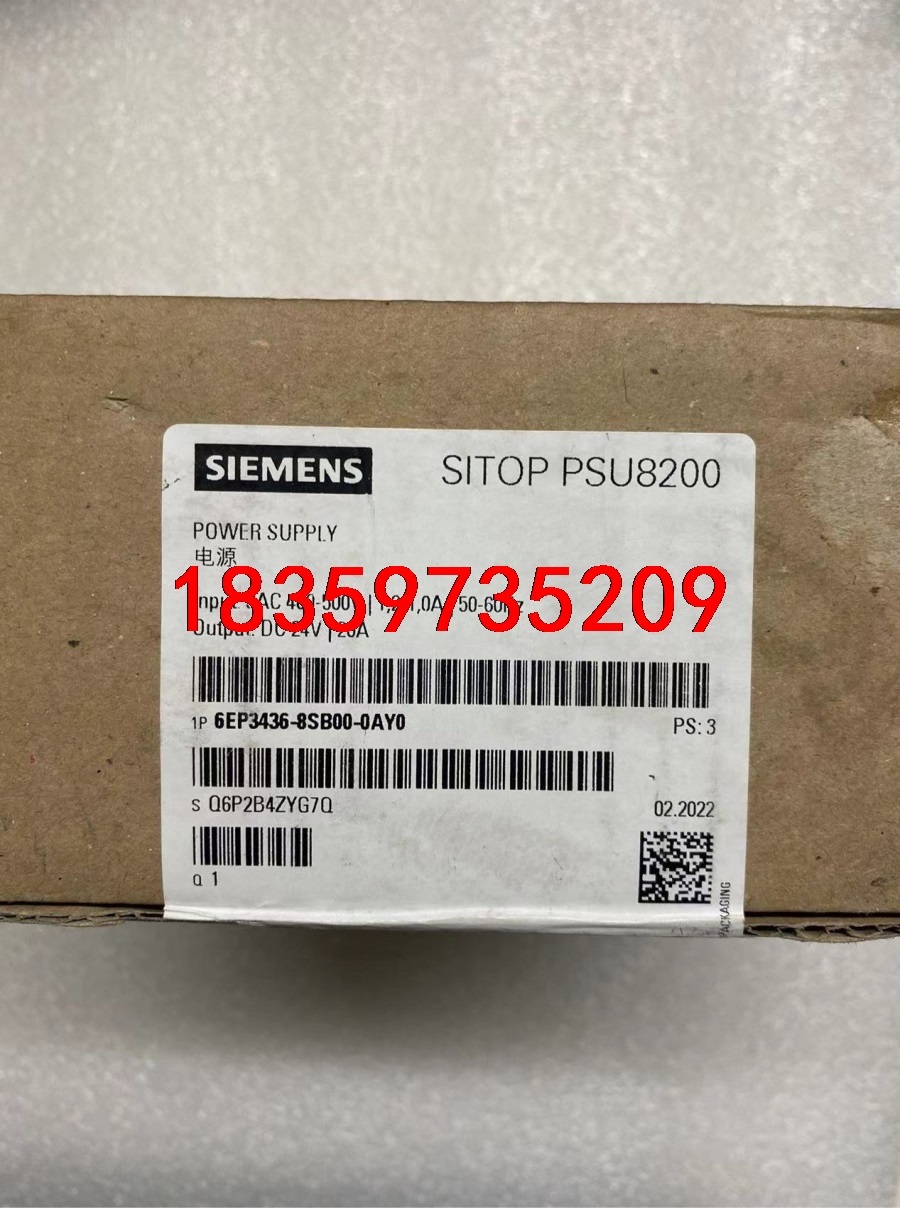 SIEMENS
SITOP PSU8200
POWER SUPPLY
电源
18359735209
Output: DC 24V | 20A
1P 6EP3436-8SB00-0AY0
PS: 3
S Q6P2B4ZYG7Q
02.2022
Q 1
PACKAGING